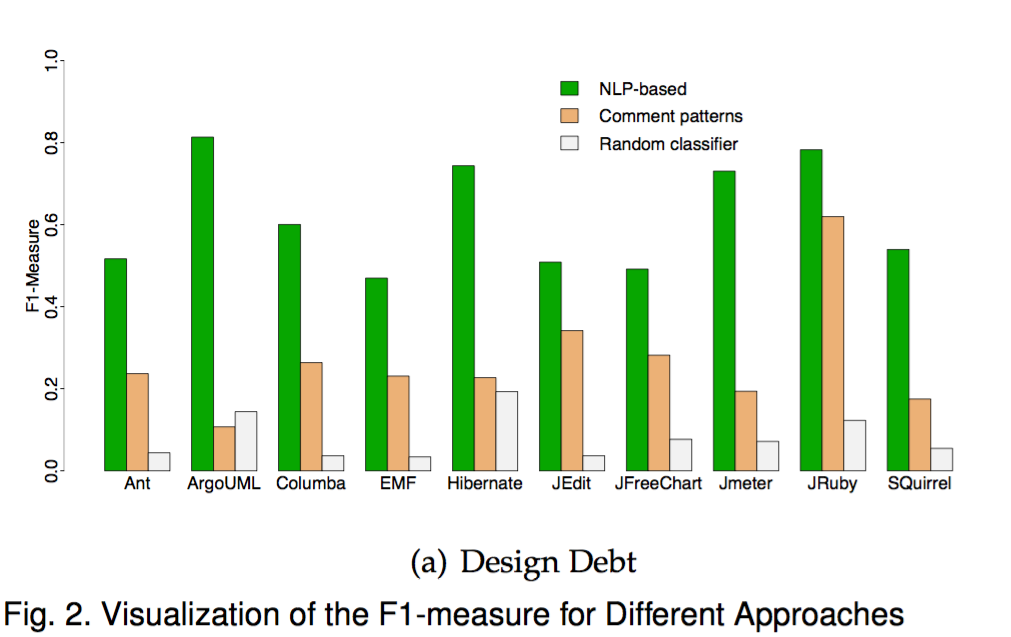 1.0
0.8
0.6
0.4
0.2
0.0
F1-Measure
NLP-based
Comment patterns
Random classifier
Ant ArgoUML Columba EMF Hibernate JEdit JFreeChart Jmeter JRuby SQuirrel
(a) Design Debt
Fig. 2. Visualization of the F1-measure for Different Approaches